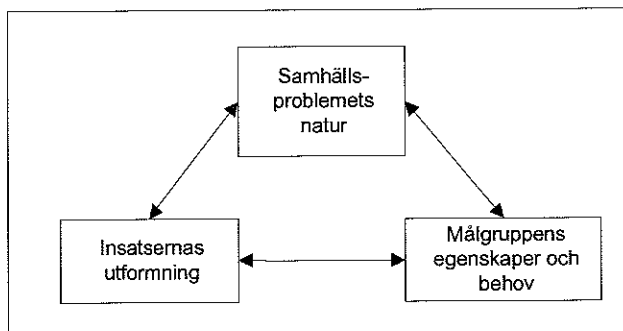 Samhälls-
problemets
natur
Insatsernas
utformning
Målgruppens
egenskaper och
behov